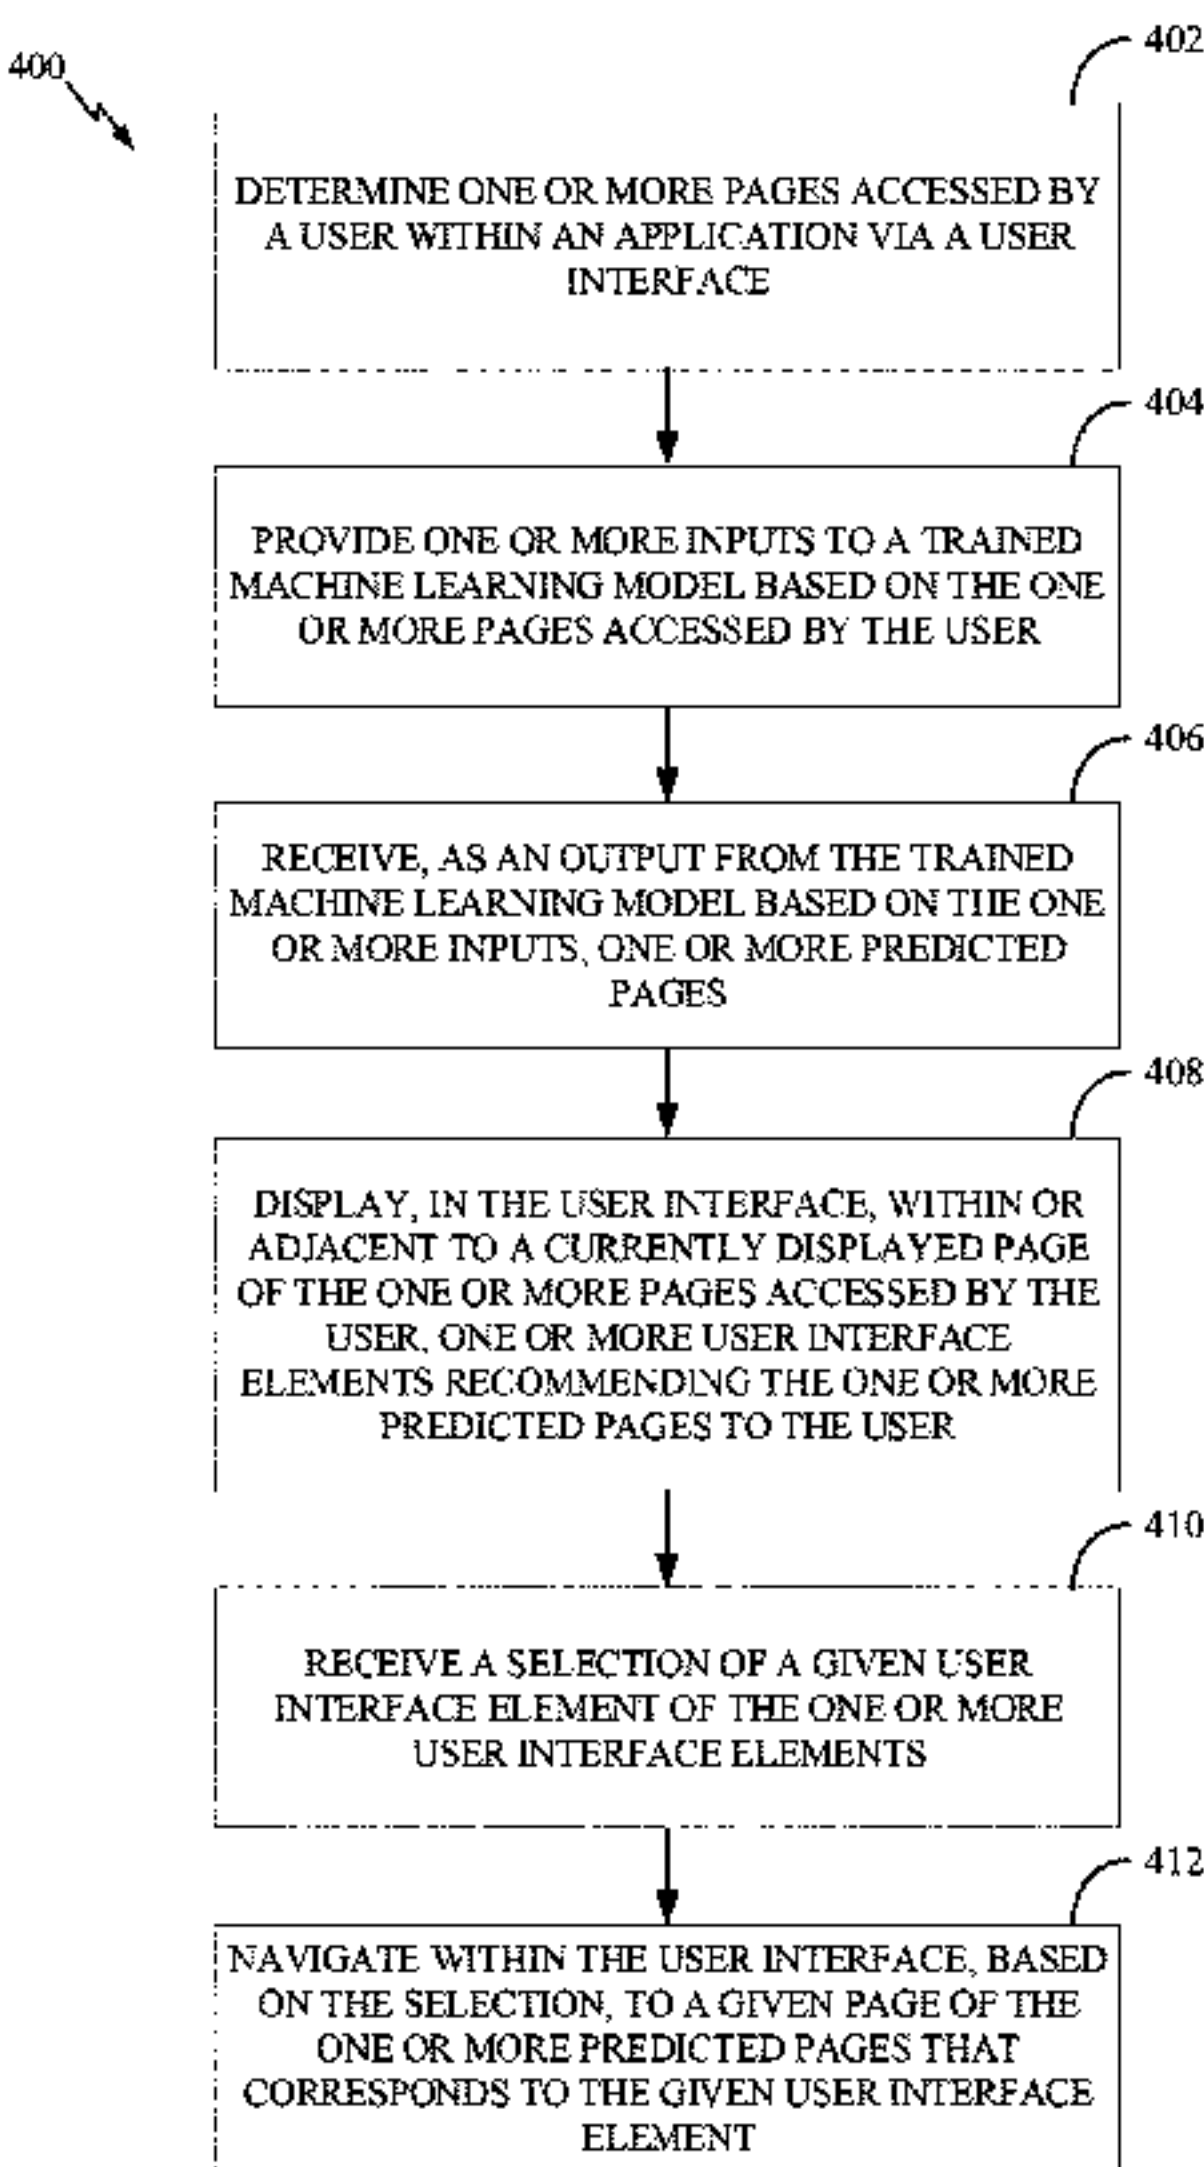 400
402
DETERMINE ONE OR MORE PAGES ACCESSED BY
A USER WITHIN AN APPLICATION VIA A USER
INTERFACE
404
PROVIDE ONE OR MORE INPUTS TO A TRAINED
MACHINE LEARNING MODEL BASED ON THE ONE
OR MORE PAGES ACCESSED BY THE USER
406
RECEIVE, AS AN OUTPUT FROM THE TRAINED
MACHINE LEARNING MODEL BASED ON THE ONE
OR MORE INPUTS, ONE OR MORE PREDICTED
PAGES
408
DISPLAY, IN THE USER INTERFACE, WITHIN OR
ADJACENT TO A CURRENTLY DISPLAYED PAGE
OF THE ONE OR MORE PAGES ACCESSED BY THE
USER, ONE OR MORE USER INTERFACE
ELEMENTS RECOMMENDING THE ONE OR MORE
PREDICTED PAGES TO THE USER
410
RECEIVE A SELECTION OF A GIVEN USER
INTERFACE ELEMENT OF THE ONE OR MORE
USER INTERFACE ELEMENTS
412
NAVIGATE WITHIN THE USER INTERFACE, BASED
ON THE SELECTION, TO A GIVEN PAGE OF THE
ONE OR MORE PREDICTED PAGES THAT
CORRESPONDS TO THE GIVEN USER INTERFACE
ELEMENT